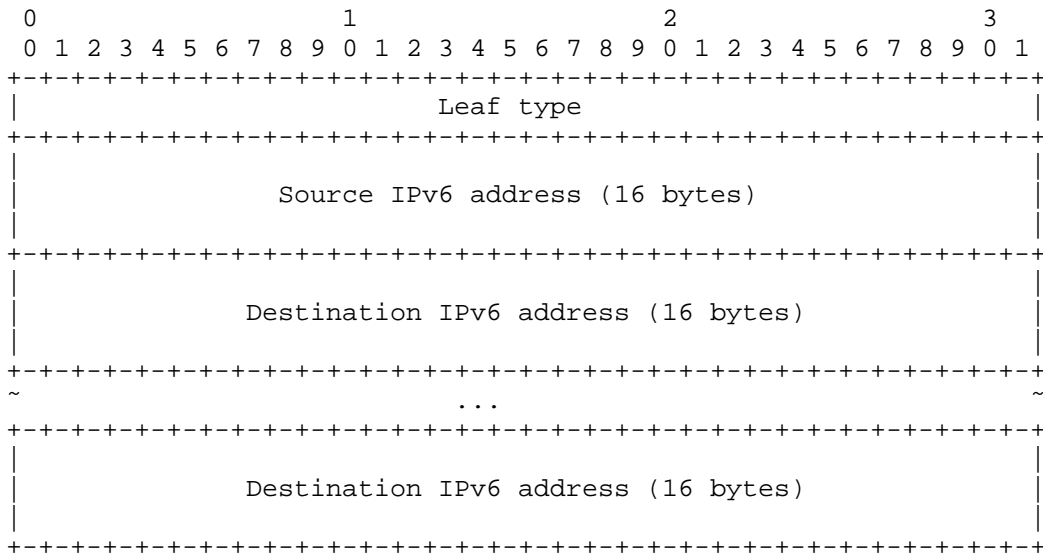 0                   1                   2                   3
 0 1 2 3 4 5 6 7 8 9 0 1 2 3 4 5 6 7 8 9 0 1 2 3 4 5 6 7 8 9 0 1
+-+-+-+-+-+-+-+-+-+-+-+-+-+-+-+-+-+-+-+-+-+-+-+-+-+-+-+-+-+-+-+-+
|                          Leaf type                            |
+-+-+-+-+-+-+-+-+-+-+-+-+-+-+-+-+-+-+-+-+-+-+-+-+-+-+-+-+-+-+-+-+
|                                                               |
|                Source IPv6 address (16 bytes)                 |
|                                                               |
+-+-+-+-+-+-+-+-+-+-+-+-+-+-+-+-+-+-+-+-+-+-+-+-+-+-+-+-+-+-+-+-+
|                                                               |
|              Destination IPv6 address (16 bytes)              |
|                                                               |
+-+-+-+-+-+-+-+-+-+-+-+-+-+-+-+-+-+-+-+-+-+-+-+-+-+-+-+-+-+-+-+-+
~                           ...                                 ~
+-+-+-+-+-+-+-+-+-+-+-+-+-+-+-+-+-+-+-+-+-+-+-+-+-+-+-+-+-+-+-+-+
|                                                               |
|              Destination IPv6 address (16 bytes)              |
|                                                               |
+-+-+-+-+-+-+-+-+-+-+-+-+-+-+-+-+-+-+-+-+-+-+-+-+-+-+-+-+-+-+-+-+